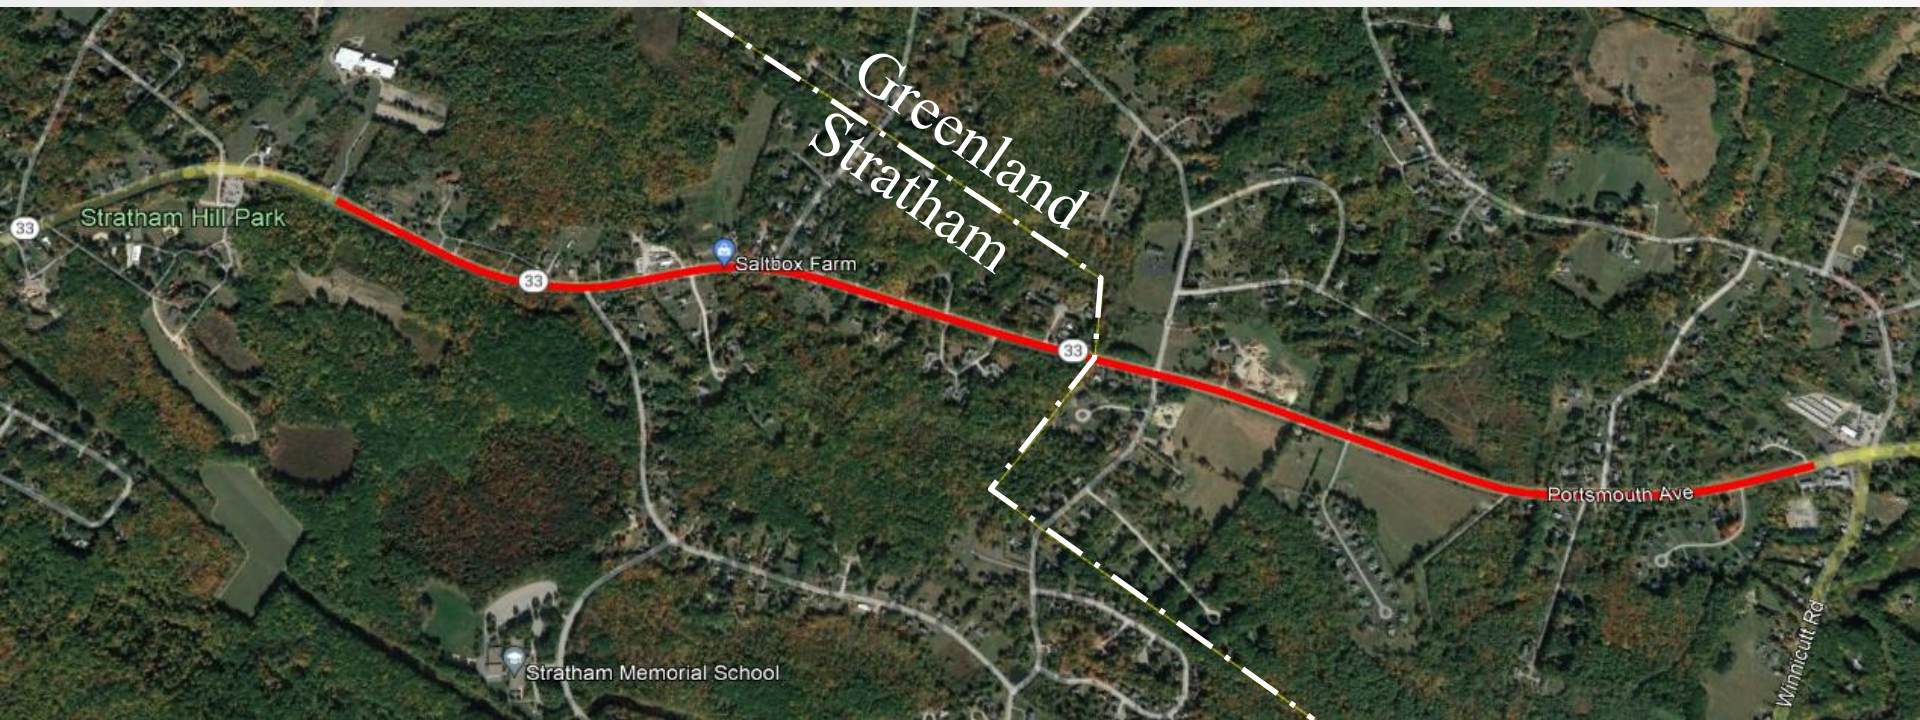 Greenland
Stratham
33
Stratham Hill Park
Saltbox Farm
33
33
Portsmouth Ave
Winnicutt Rd
Stratham Memorial School